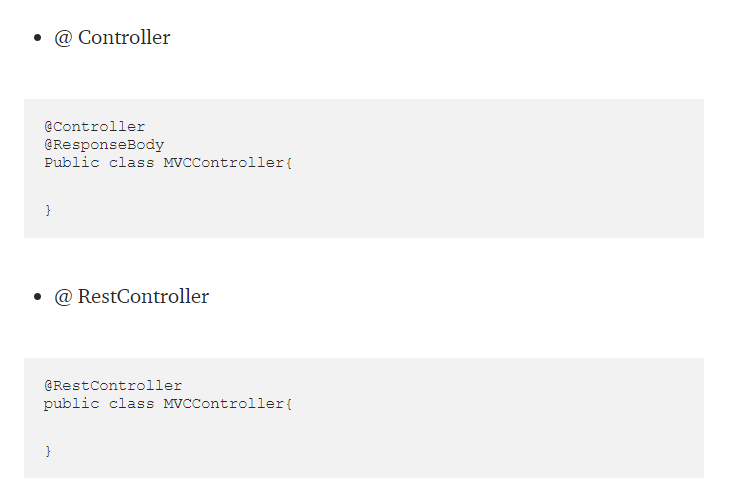 • @ Controller
@Controller
@ResponseBody
Public class MVCController{
}
• @ RestController
@RestController
public class MVCController{
}